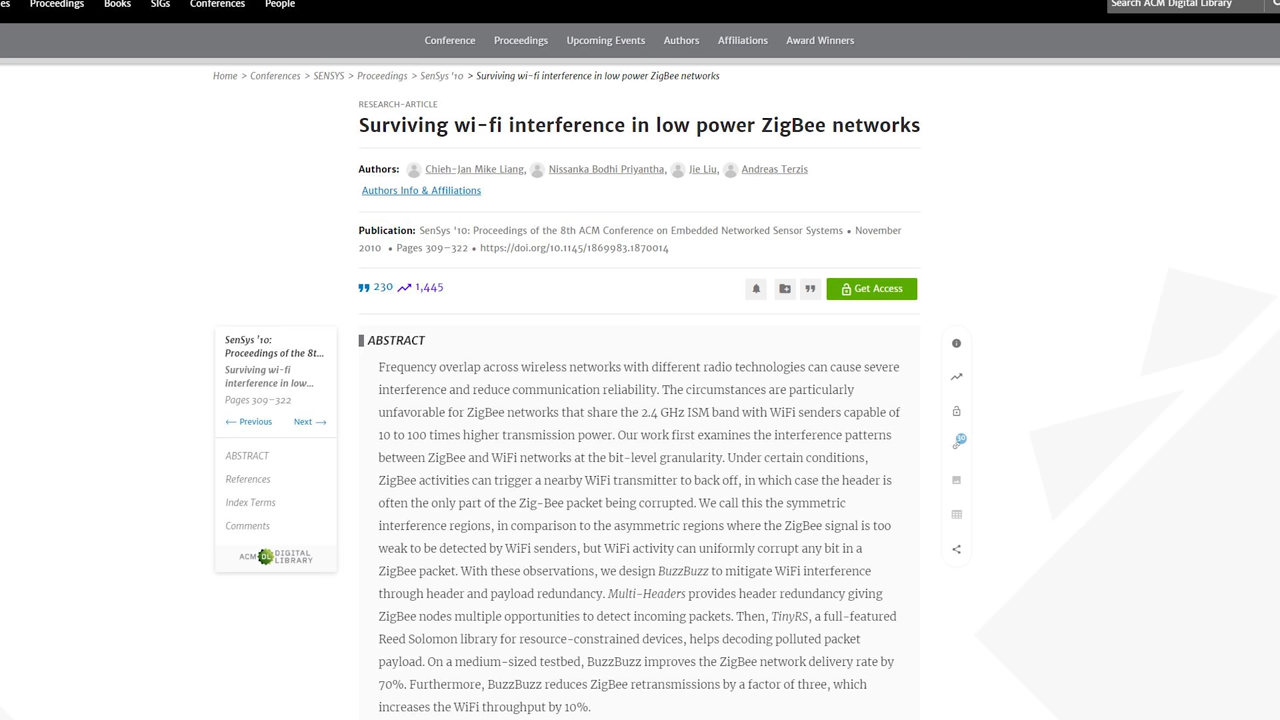 es Proceedings Books SIGs Conferences People Search ACM Digital Library
Conference Proceedings Upcoming Events Authors Affiliations Award Winners
Home > Conferences > SENSYS > Proceedings > SenSys '10 > Surviving wi-fi interference in low power ZigBee networks
RESEARCH-ARTICLE
Surviving wi-fi interference in low power ZigBee networks
Authors: Chieh-Jan Mike Liang, Nissanka Bodhi Priyantha, Jie Liu, Andreas Terzis
Authors Info & Affiliations
Publication: SenSys '10: Proceedings of the 8th ACM Conference on Embedded Networked Sensor Systems • November
2010 • Pages 309–322 • https://doi.org/10.1145/1869983.1870014
230 1,445
Get Access
SenSys '10:
Proceedings of the 8t...
Surviving wi-fi
interference in low...
Pages 309–322
← Previous Next →
ABSTRACT
References
Index Terms
Comments
ACM DL DIGITAL
LIBRARY
ABSTRACT
Frequency overlap across wireless networks with different radio technologies can cause severe
interference and reduce communication reliability. The circumstances are particularly
unfavorable for ZigBee networks that share the 2.4 GHz ISM band with WiFi senders capable of
10 to 100 times higher transmission power. Our work first examines the interference patterns
between ZigBee and WiFi networks at the bit-level granularity. Under certain conditions,
ZigBee activities can trigger a nearby WiFi transmitter to back off, in which case the header is
often the only part of the Zig-Bee packet being corrupted. We call this the symmetric
interference regions, in comparison to the asymmetric regions where the ZigBee signal is too
weak to be detected by WiFi senders, but WiFi activity can uniformly corrupt any bit in a
ZigBee packet. With these observations, we design BuzzBuzz to mitigate WiFi interference
through header and payload redundancy. Multi-Headers provides header redundancy giving
ZigBee nodes multiple opportunities to detect incoming packets. Then, TinyRS, a full-featured
Reed Solomon library for resource-constrained devices, helps decoding polluted packet
payload. On a medium-sized testbed, BuzzBuzz improves the ZigBee network delivery rate by
70%. Furthermore, BuzzBuzz reduces ZigBee retransmissions by a factor of three, which
increases the WiFi throughput by 10%.